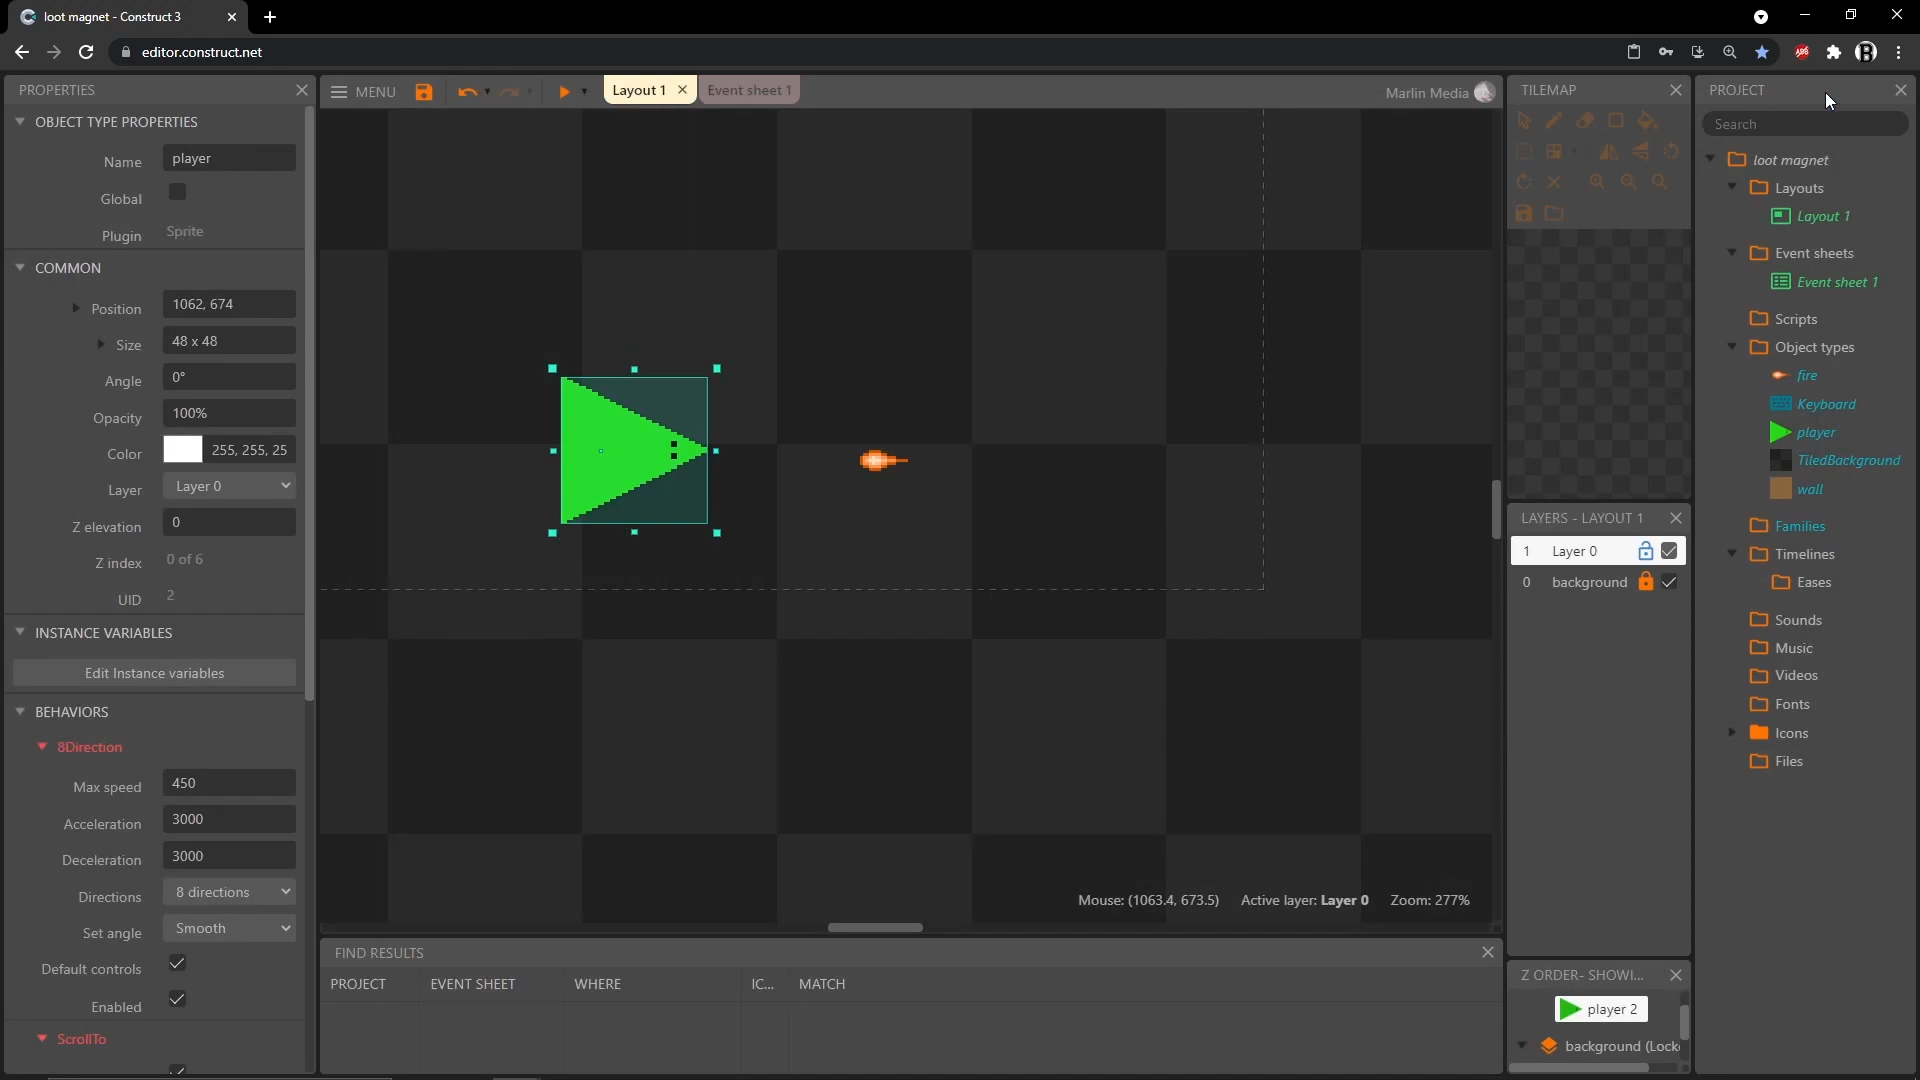 loot magnet - Construct 3
editor.construct.net
PROPERTIES
OBJECT TYPE PROPERTIES
Name player
Global
Plugin Sprite
COMMON
Position 1062, 674
Size 48 x 48
Angle 0°
Opacity 100%
Color 255, 255, 25
Layer Layer 0
Z elevation 0
Z index 0 of 6
UID 2
INSTANCE VARIABLES
Edit Instance variables
BEHAVIORS
8Direction
Max speed 450
Acceleration 3000
Deceleration 3000
Directions 8 directions
Set angle Smooth
Default controls
Enabled
ScrollTo
MENU
Layout 1
Event sheet 1
Marlin Media
Mouse: (1063.4, 673.5) Active layer: Layer 0 Zoom: 277%
FIND RESULTS
PROJECT EVENT SHEET WHERE IC... MATCH
TILEMAP
LAYERS - LAYOUT 1
1 Layer 0
0 background
Z ORDER- SHOWI...
player 2
background (Lock
PROJECT
Search
loot magnet
Layouts
Layout 1
Event sheets
Event sheet 1
Scripts
Object types
fire
Keyboard
player
TiledBackground
wall
Families
Timelines
Eases
Sounds
Music
Videos
Fonts
Icons
Files